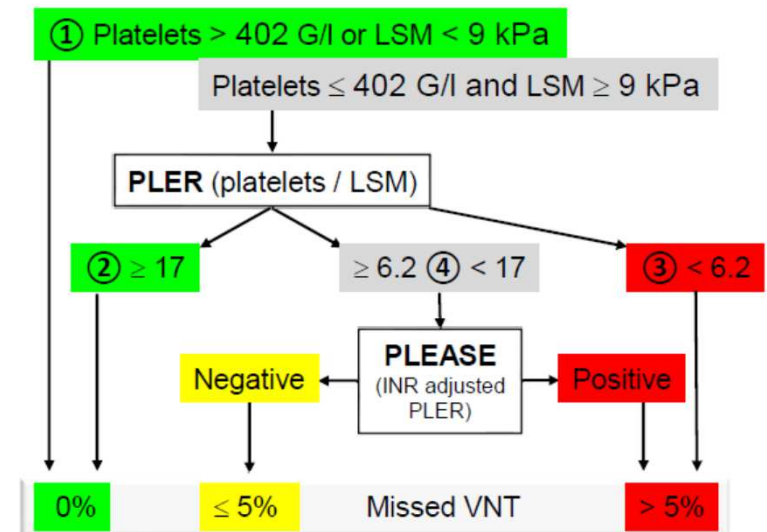 ① Platelets > 402 G/l or LSM < 9 kPa
Platelets ≤ 402 G/l and LSM ≥ 9 kPa
PLER (platelets / LSM)
② ≥ 17
≥ 6.2 ④ < 17
③ < 6.2
PLEASE
(INR adjusted
PLER)
Negative
Positive
0%
≤ 5%
Missed VNT
> 5%